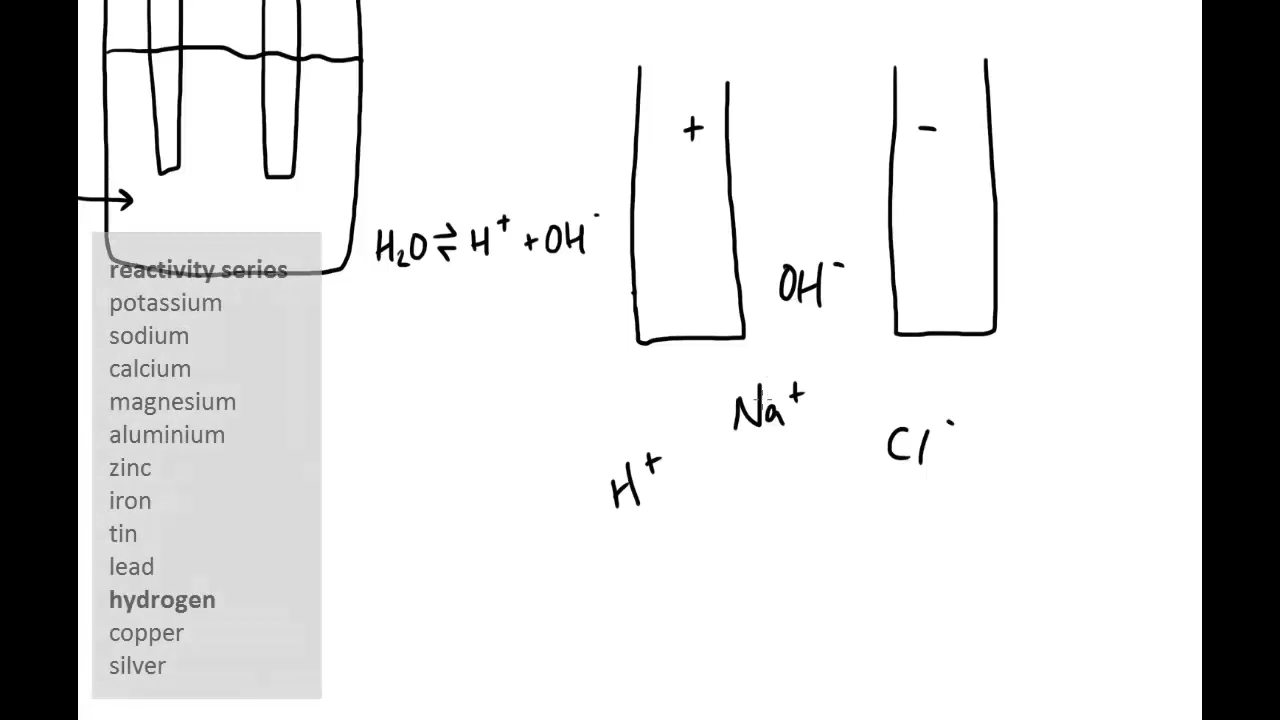 +
-
H₂O ⇌ H⁺ + OH⁻
OH⁻
Na⁺
Cl⁻
H⁺
reactivity series
potassium
sodium
calcium
magnesium
aluminium
zinc
iron
tin
lead
hydrogen
copper
silver